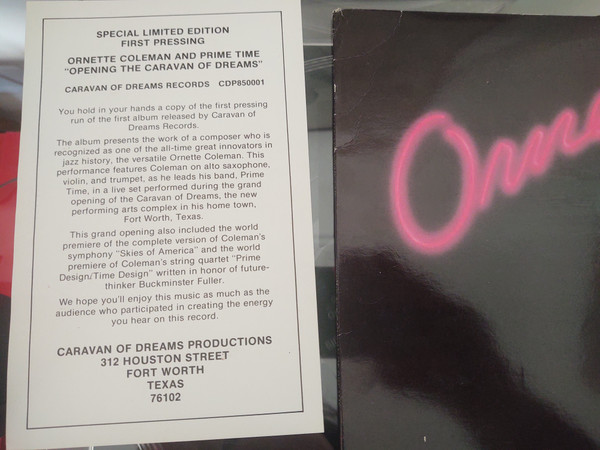 SPECIAL LIMITED EDITION
FIRST PRESSING
ORNETTE COLEMAN AND PRIME TIME
"OPENING THE CARAVAN OF DREAMS"
CARAVAN OF DREAMS RECORDS CDP850001
You hold in your hands a copy of the first pressing
run of the first album released by Caravan of
Dreama Records.
The album presents the work of a composer who is
recognized as one of the all-time great innovators in
jazz history, the versatile Ornette Coleman. This
performance features Coleman on alto saxophone,
violin, and trumpet, as he leads his band, Prime
Time, in a live set performed during the grand
opening of the Caravan of Dreams, the new
performing arts complex in his home town,
Fort Worth, Texas.
This grand opening also included the world
premiere of the complete version of Coleman's
symphony "Skies of America" and the world
premiere of Coleman's string quartet "Prime
Design/Time Design" written in honor of future-
thinker Buckminster Fuller.
We hope you'll enjoy this music as much as the
audience who participated in creating the energy
you hear on this record.
CARAVAN OF DREAMS PRODUCTIONS
312 HOUSTON STREET
FORT WORTH
TEXAS
76102
Orne